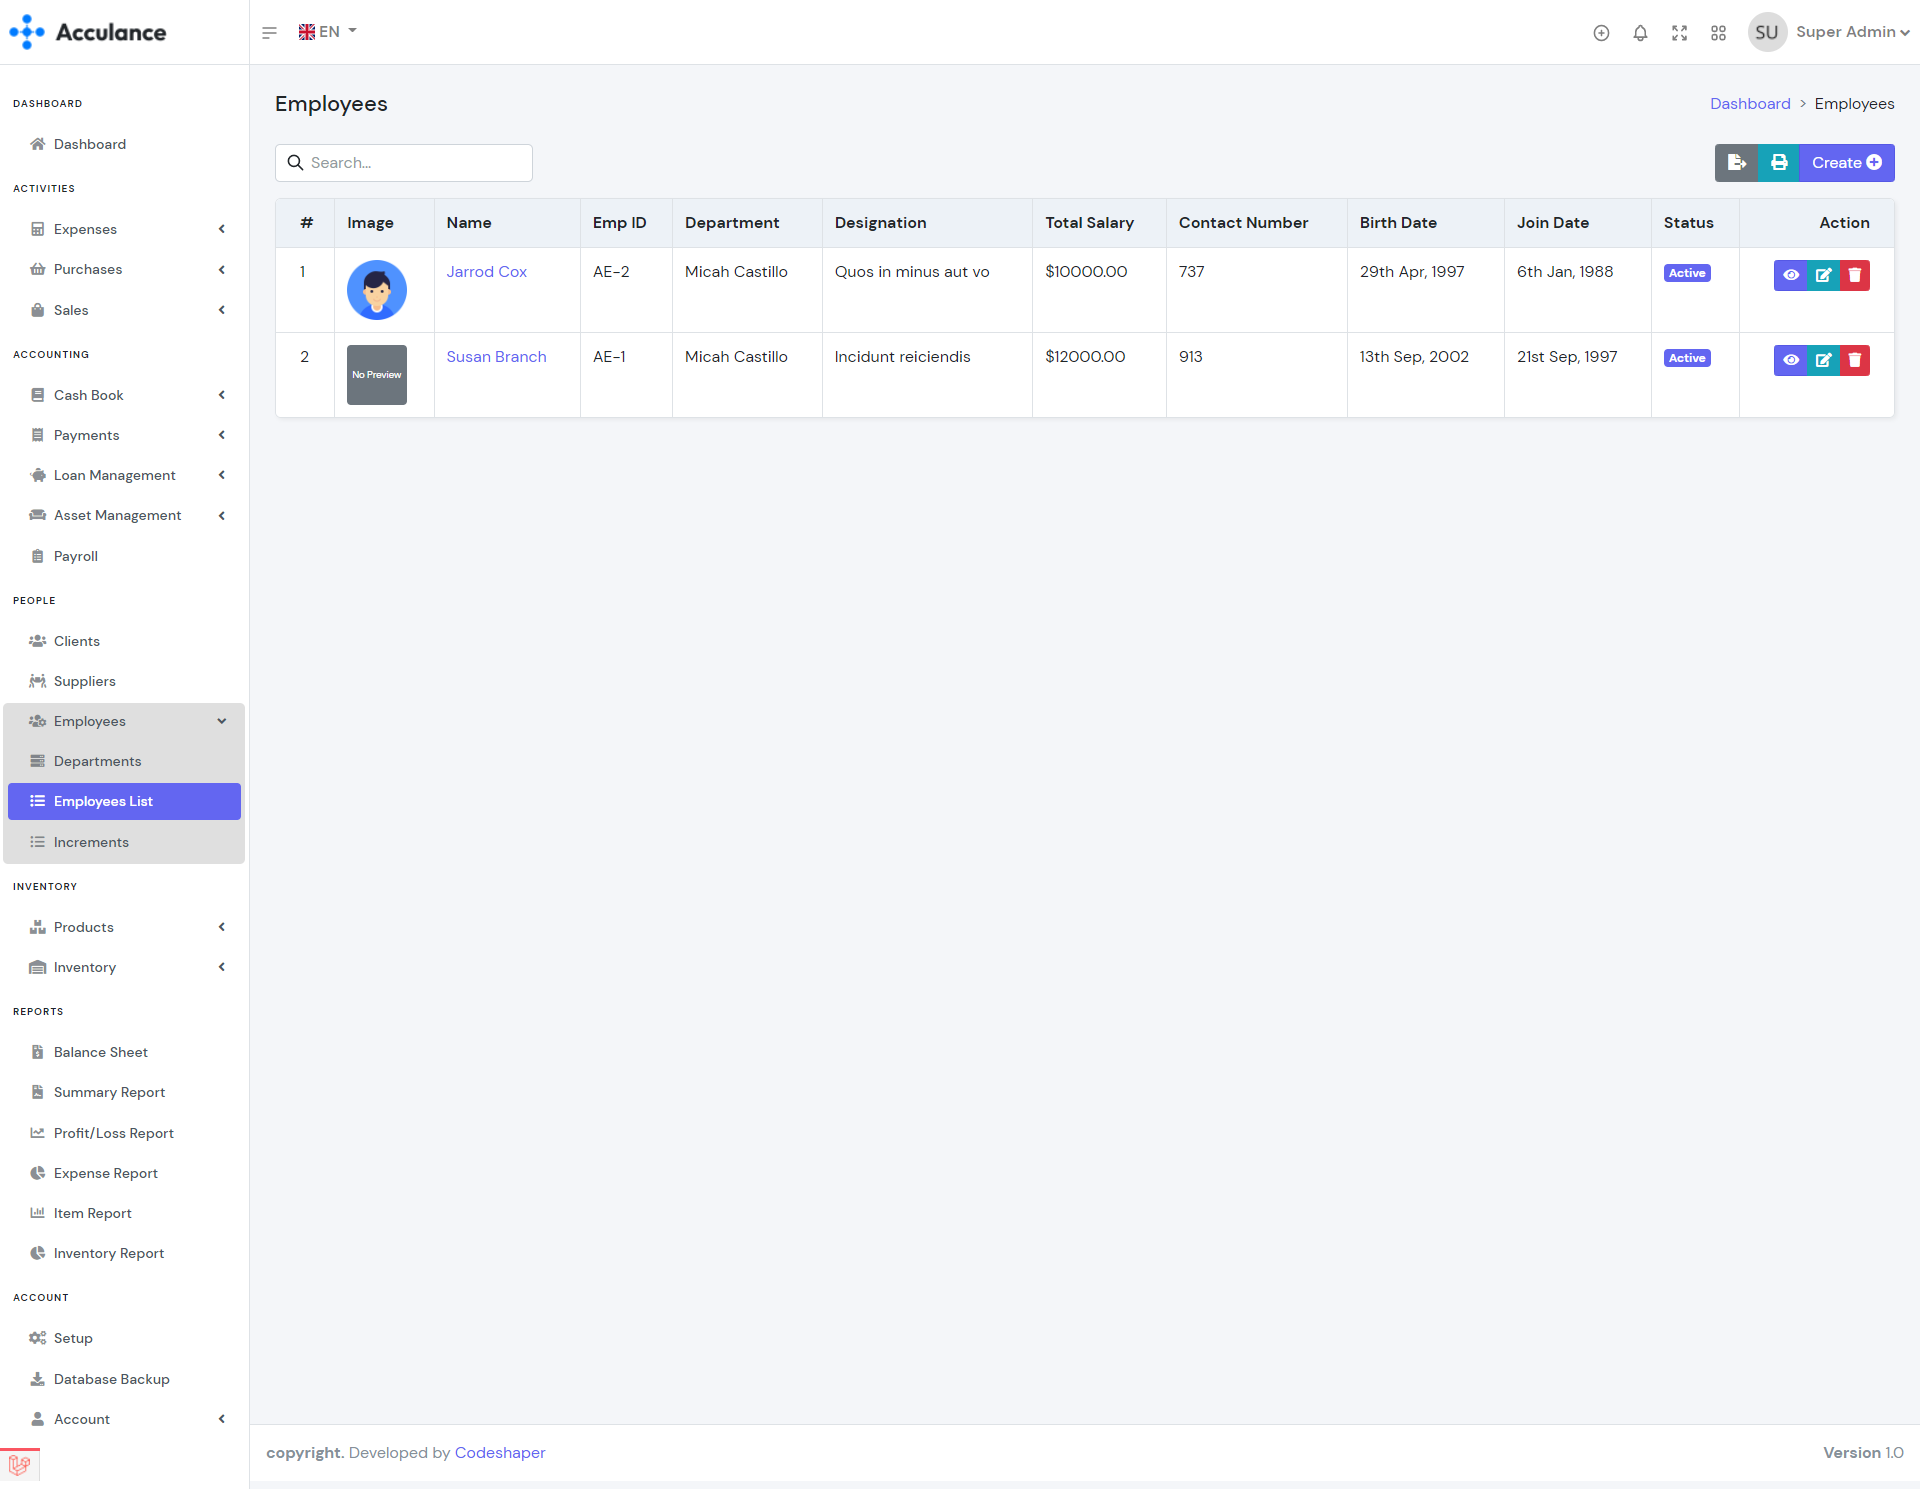 Acculance
EN
SU
Super Admin
DASHBOARD
Dashboard
ACTIVITIES
Expenses
Purchases
Sales
ACCOUNTING
Cash Book
Payments
Loan Management
Asset Management
Payroll
PEOPLE
Clients
Suppliers
Employees
Departments
Employees List
Increments
INVENTORY
Products
Inventory
REPORTS
Balance Sheet
Summary Report
Profit/Loss Report
Expense Report
Item Report
Inventory Report
ACCOUNT
Setup
Database Backup
Account
Employees
Dashboard > Employees
Search...
Create
# Image Name Emp ID Department Designation Total Salary Contact Number Birth Date Join Date Status Action
1 Jarrod Cox AE-2 Micah Castillo Quos in minus aut vo $10000.00 737 29th Apr, 1997 6th Jan, 1988 Active
2 No Preview Susan Branch AE-1 Micah Castillo Incidunt reiciendis $12000.00 913 13th Sep, 2002 21st Sep, 1997 Active
copyright. Developed by Codeshaper
Version 1.0